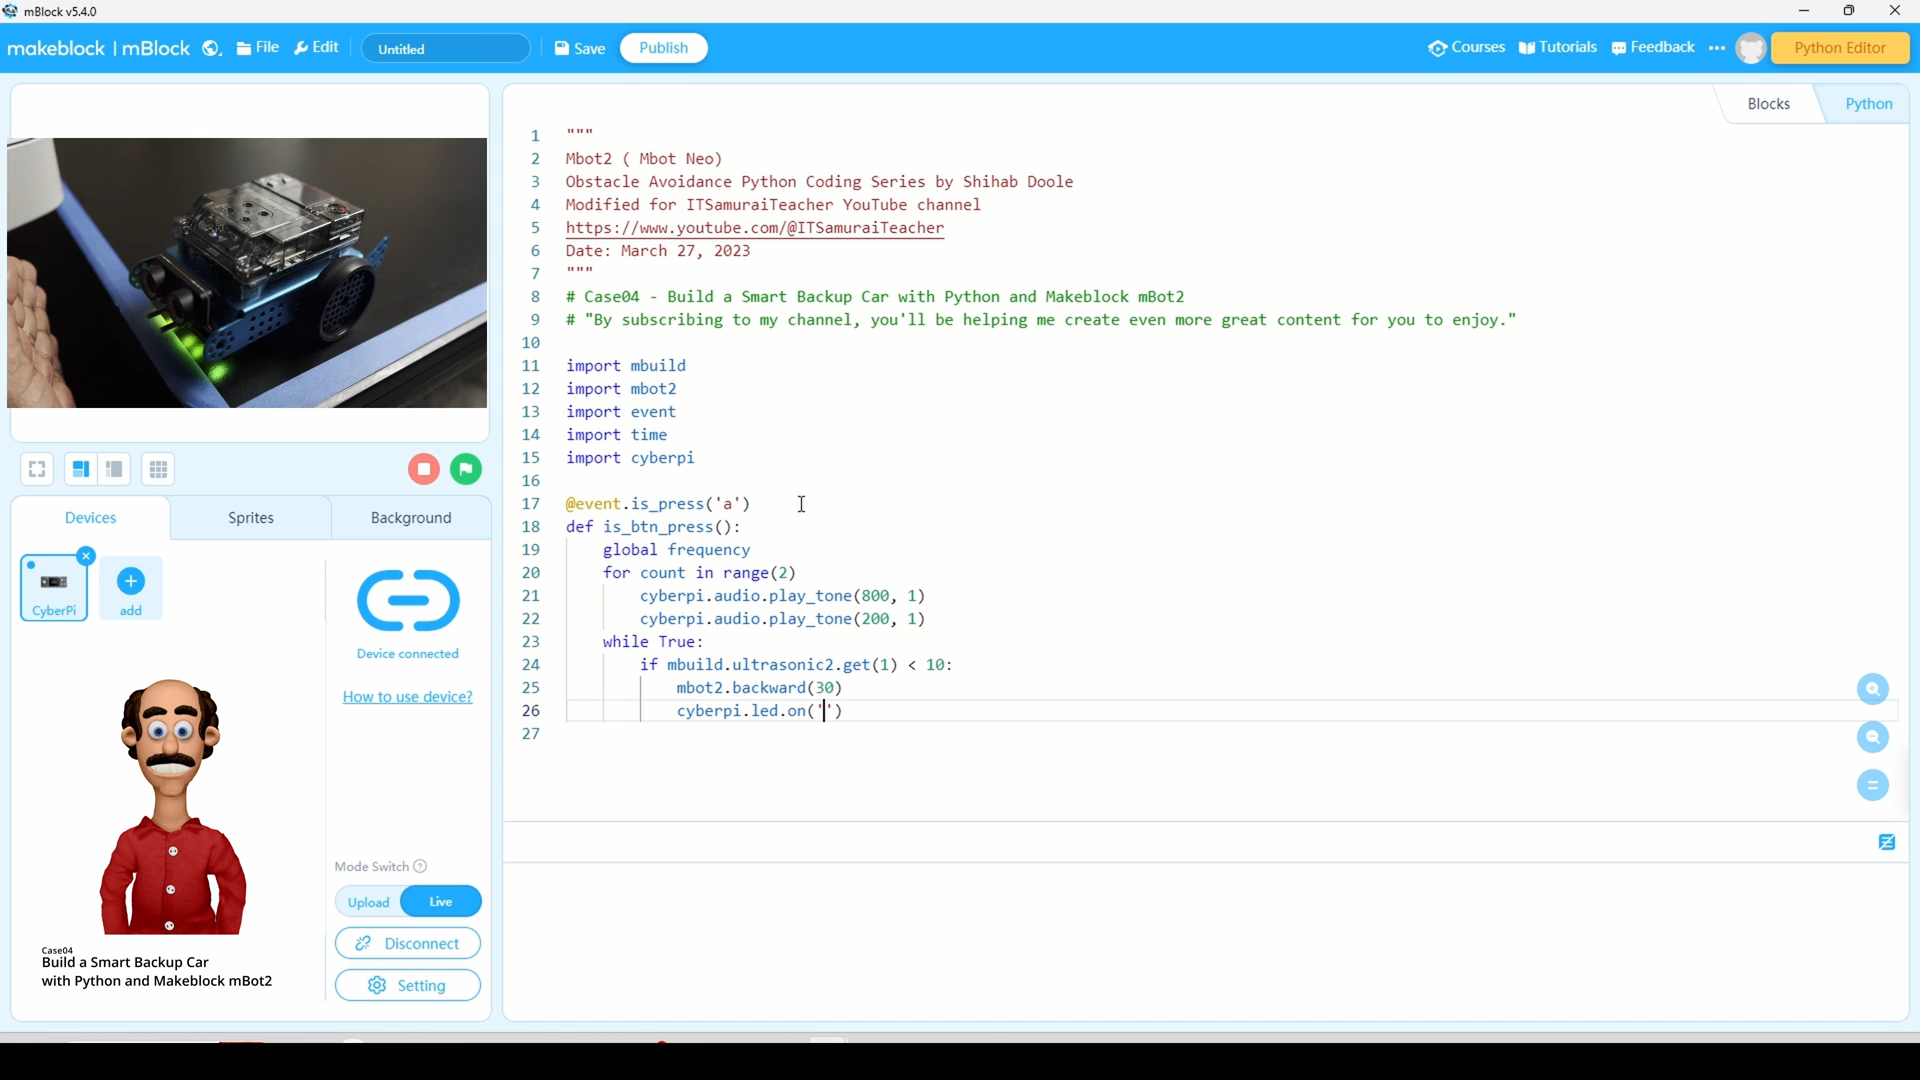 mBlock v5.4.0
makeblock | mBlock File Edit Untitled Save Publish Courses Tutorials Feedback Python Editor
Blocks Python
1 """
2 Mbot2 ( Mbot Neo)
3 Obstacle Avoidance Python Coding Series by Shihab Doole
4 Modified for ITSamuraiTeacher YouTube channel
5 https://www.youtube.com/@ITSamuraiTeacher
6 Date: March 27, 2023
7 """
8 # Case04 - Build a Smart Backup Car with Python and Makeblock mBot2
9 # "By subscribing to my channel, you'll be helping me create even more great content for you to enjoy."
10
11 import mbuild
12 import mbot2
13 import event
14 import time
15 import cyberpi
16
17 @event.is_press('a')
18 def is_btn_press():
19 global frequency
20 for count in range(2)
21 cyberpi.audio.play_tone(800, 1)
22 cyberpi.audio.play_tone(200, 1)
23 while True:
24 if mbuild.ultrasonic2.get(1) < 10:
25 mbot2.backward(30)
26 cyberpi.led.on('')
27
Devices Sprites Background
CyberPi
add
Device connected
How to use device?
Mode Switch ?
Upload Live
Disconnect
Setting
Case04
Build a Smart Backup Car
with Python and Makeblock mBot2